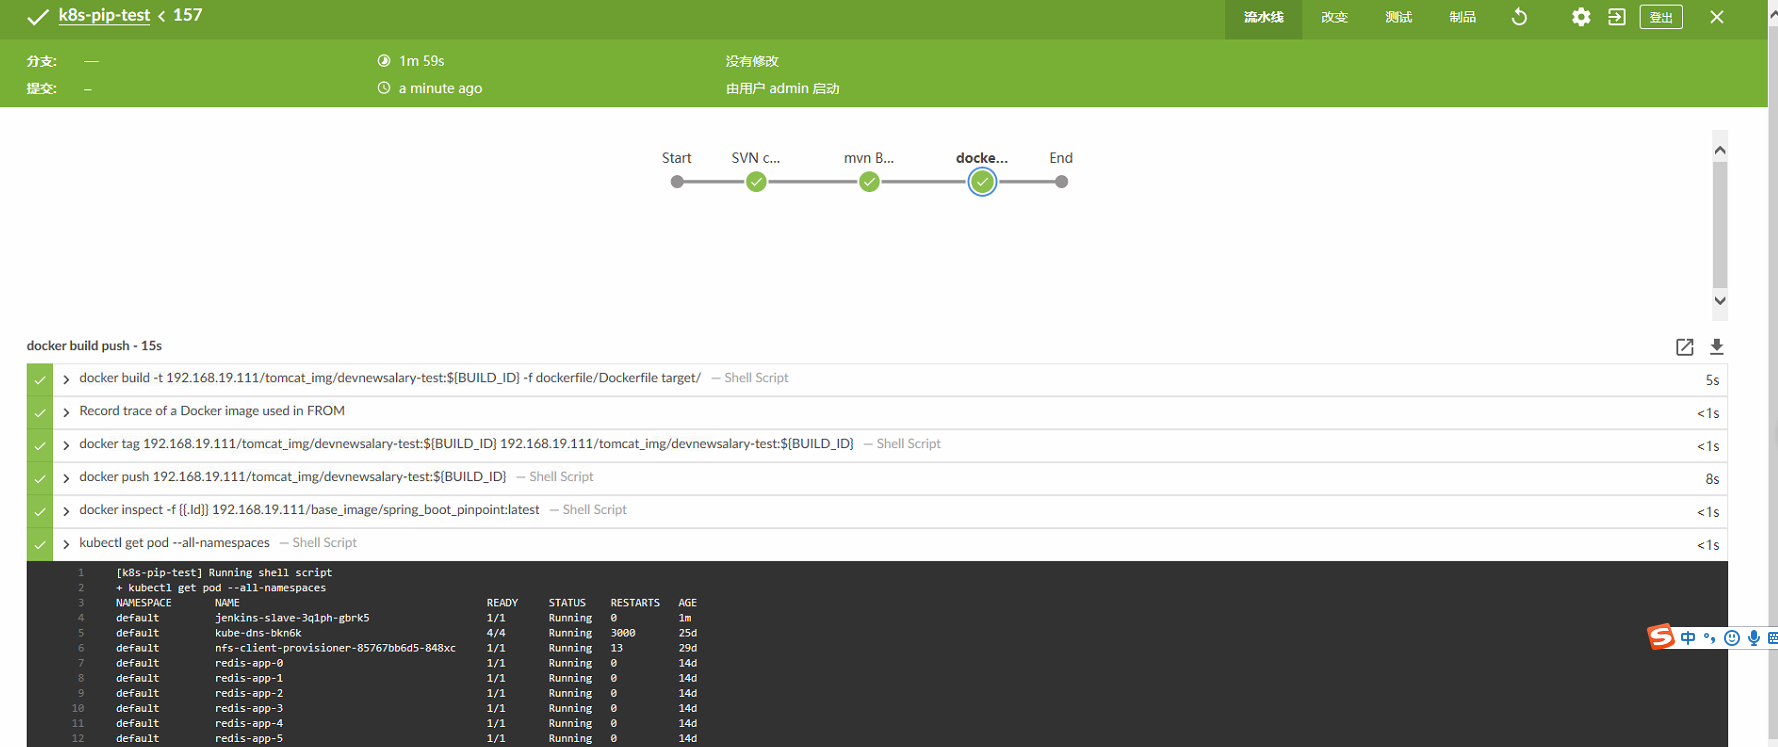 k8s-pip-test < 157
流水线 改变 测试 制品 登出
分支: — 1m 59s 没有修改
提交: – a minute ago 由用户 admin 启动
Start SVN c... mvn B... docke... End
docker build push - 15s
docker build -t 192.168.19.111/tomcat_img/devnewsalary-test:${BUILD_ID} -f dockerfile/Dockerfile target/ — Shell Script 5s
Record trace of a Docker image used in FROM <1s
docker tag 192.168.19.111/tomcat_img/devnewsalary-test:${BUILD_ID} 192.168.19.111/tomcat_img/devnewsalary-test:${BUILD_ID} — Shell Script <1s
docker push 192.168.19.111/tomcat_img/devnewsalary-test:${BUILD_ID} — Shell Script 8s
docker inspect -f {{.Id}} 192.168.19.111/base_image/spring_boot_pinpoint:latest — Shell Script <1s
kubectl get pod --all-namespaces — Shell Script <1s
1 [k8s-pip-test] Running shell script
2 + kubectl get pod --all-namespaces
3 NAMESPACE NAME READY STATUS RESTARTS AGE
4 default jenkins-slave-3q1ph-gbrk5 1/1 Running 0 1m
5 default kube-dns-bkn6k 4/4 Running 3000 25d
6 default nfs-client-provisioner-85767bb6d5-848xc 1/1 Running 13 29d
7 default redis-app-0 1/1 Running 0 14d
8 default redis-app-1 1/1 Running 0 14d
9 default redis-app-2 1/1 Running 0 14d
10 default redis-app-3 1/1 Running 0 14d
11 default redis-app-4 1/1 Running 0 14d
12 default redis-app-5 1/1 Running 0 14d
S 中 °,